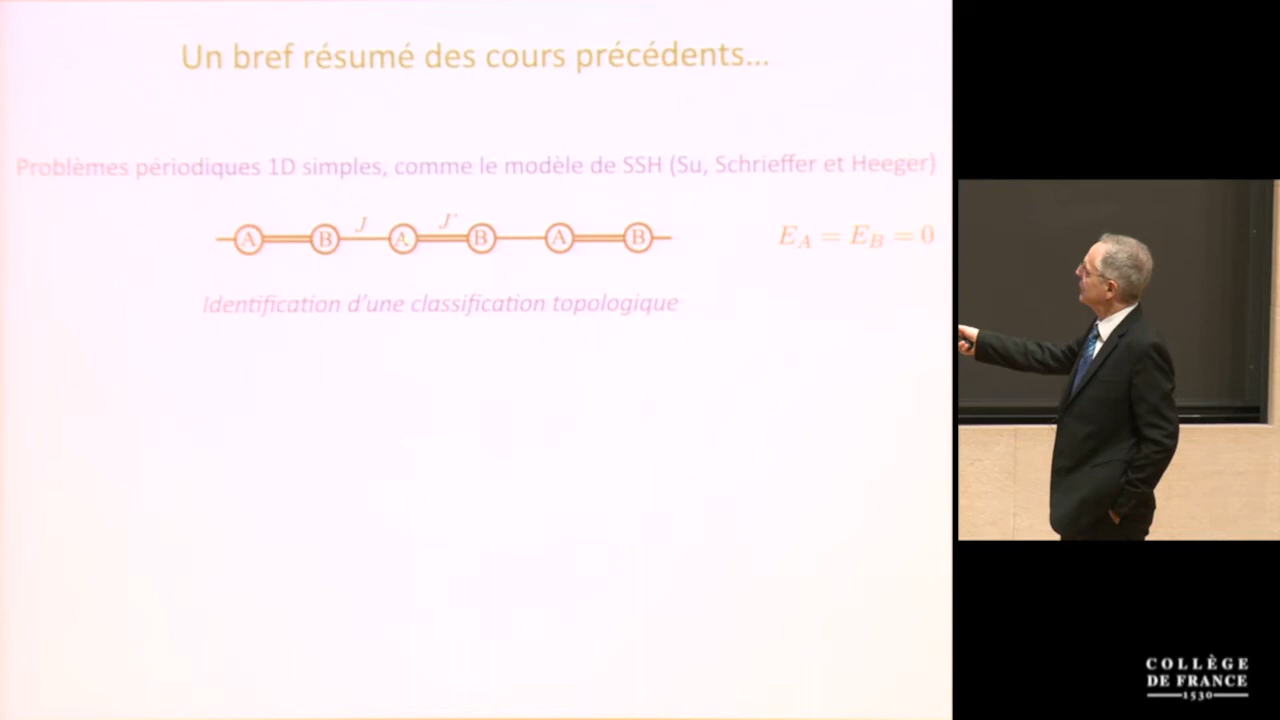 Un bref résumé des cours précédents...
Problèmes périodiques 1D simples, comme le modèle de SSH (Su, Schrieffer et Heeger)
J J'
A B A B A B
E_A = E_B = 0
Identification d'une classification topologique
COLLÈGE
DE FRANCE
1530